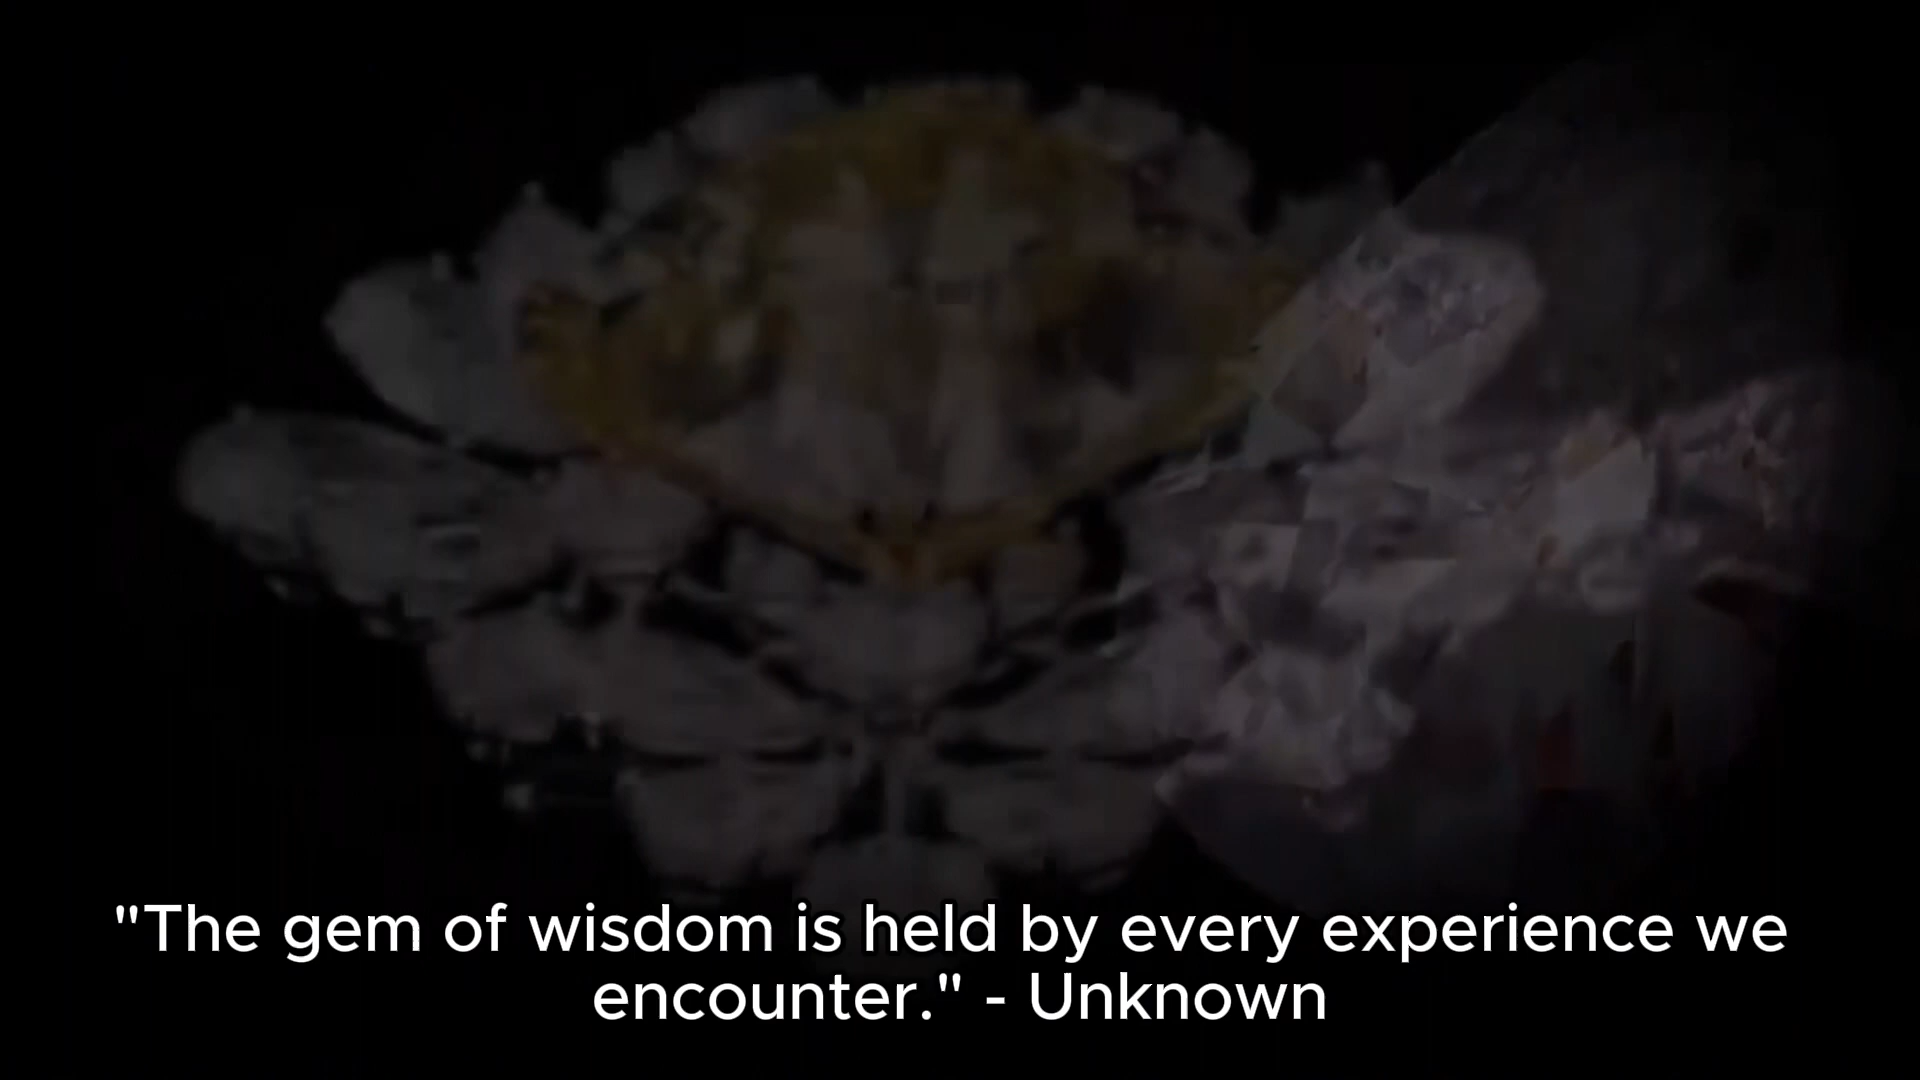 "The gem of wisdom is held by every experience we
encounter." - Unknown